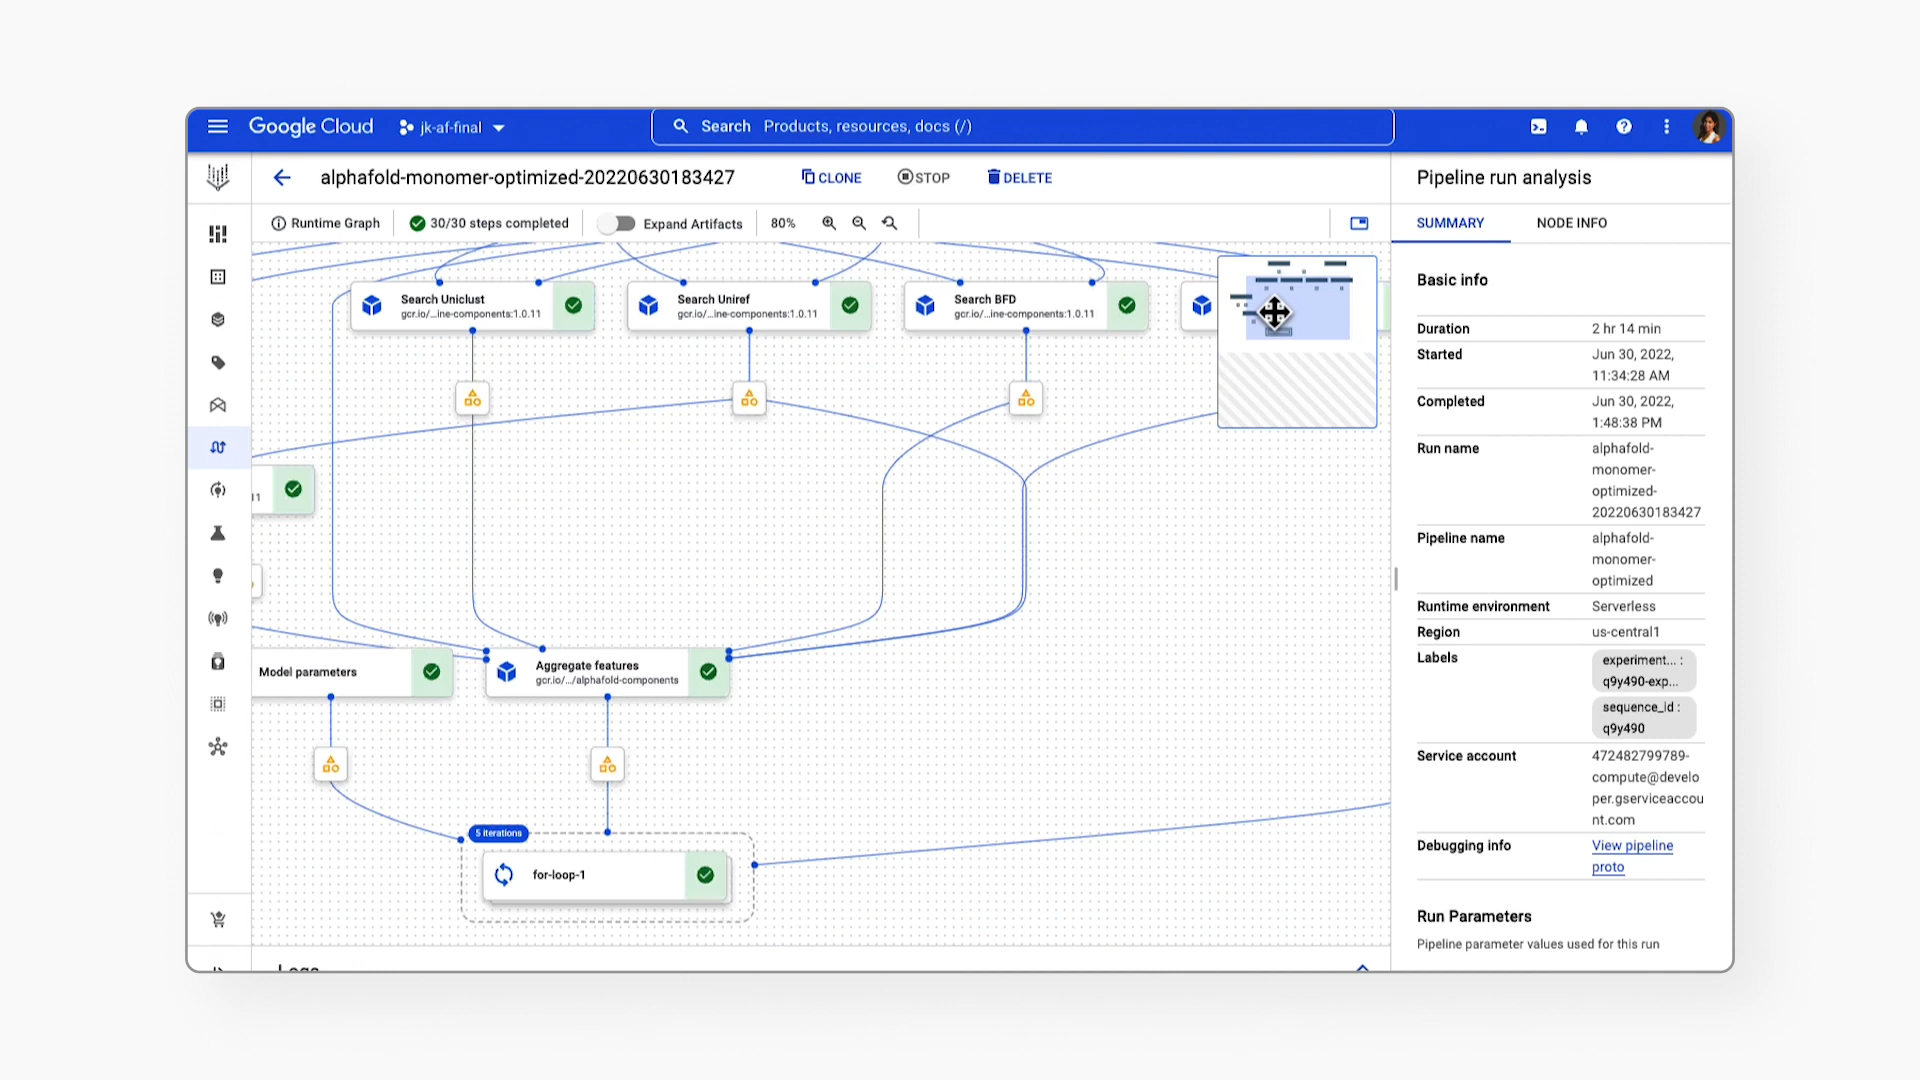 Google Cloud
jk-af-final
Search Products, resources, docs (/)
alphafold-monomer-optimized-20220630183427
CLONE
STOP
DELETE
Runtime Graph
30/30 steps completed
Expand Artifacts
80%
Search Uniclust
gcr.io/...ine-components:1.0.11
Search Uniref
gcr.io/...ine-components:1.0.11
Search BFD
gcr.io/...ine-components:1.0.11
11
Model parameters
Aggregate features
gcr.io/.../alphafold-components
5 iterations
for-loop-1
Logs
Pipeline run analysis
SUMMARY
NODE INFO
Basic info
Duration
2 hr 14 min
Started
Jun 30, 2022,
11:34:28 AM
Completed
Jun 30, 2022,
1:48:38 PM
Run name
alphafold-
monomer-
optimized-
20220630183427
Pipeline name
alphafold-
monomer-
optimized
Runtime environment
Serverless
Region
us-central1
Labels
experiment... :
q9y490-exp...
sequence_id :
q9y490
Service account
472482799789-
compute@develo
per.gserviceaccou
nt.com
Debugging info
View pipeline
proto
Run Parameters
Pipeline parameter values used for this run